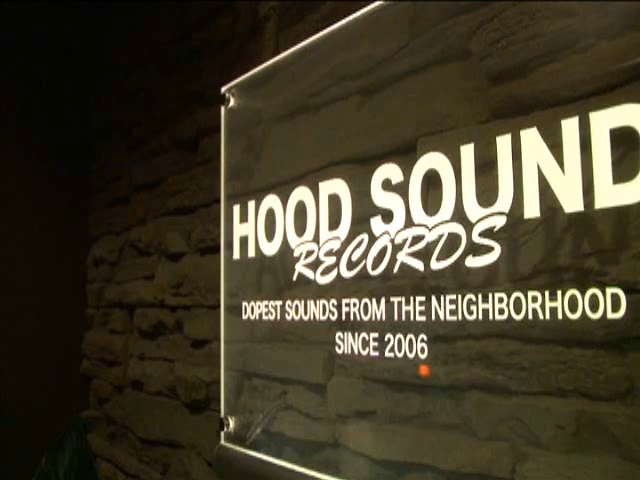 HOOD SOUND
RECORDS
DOPEST SOUNDS FROM THE NEIGHBORHOOD
SINCE 2006